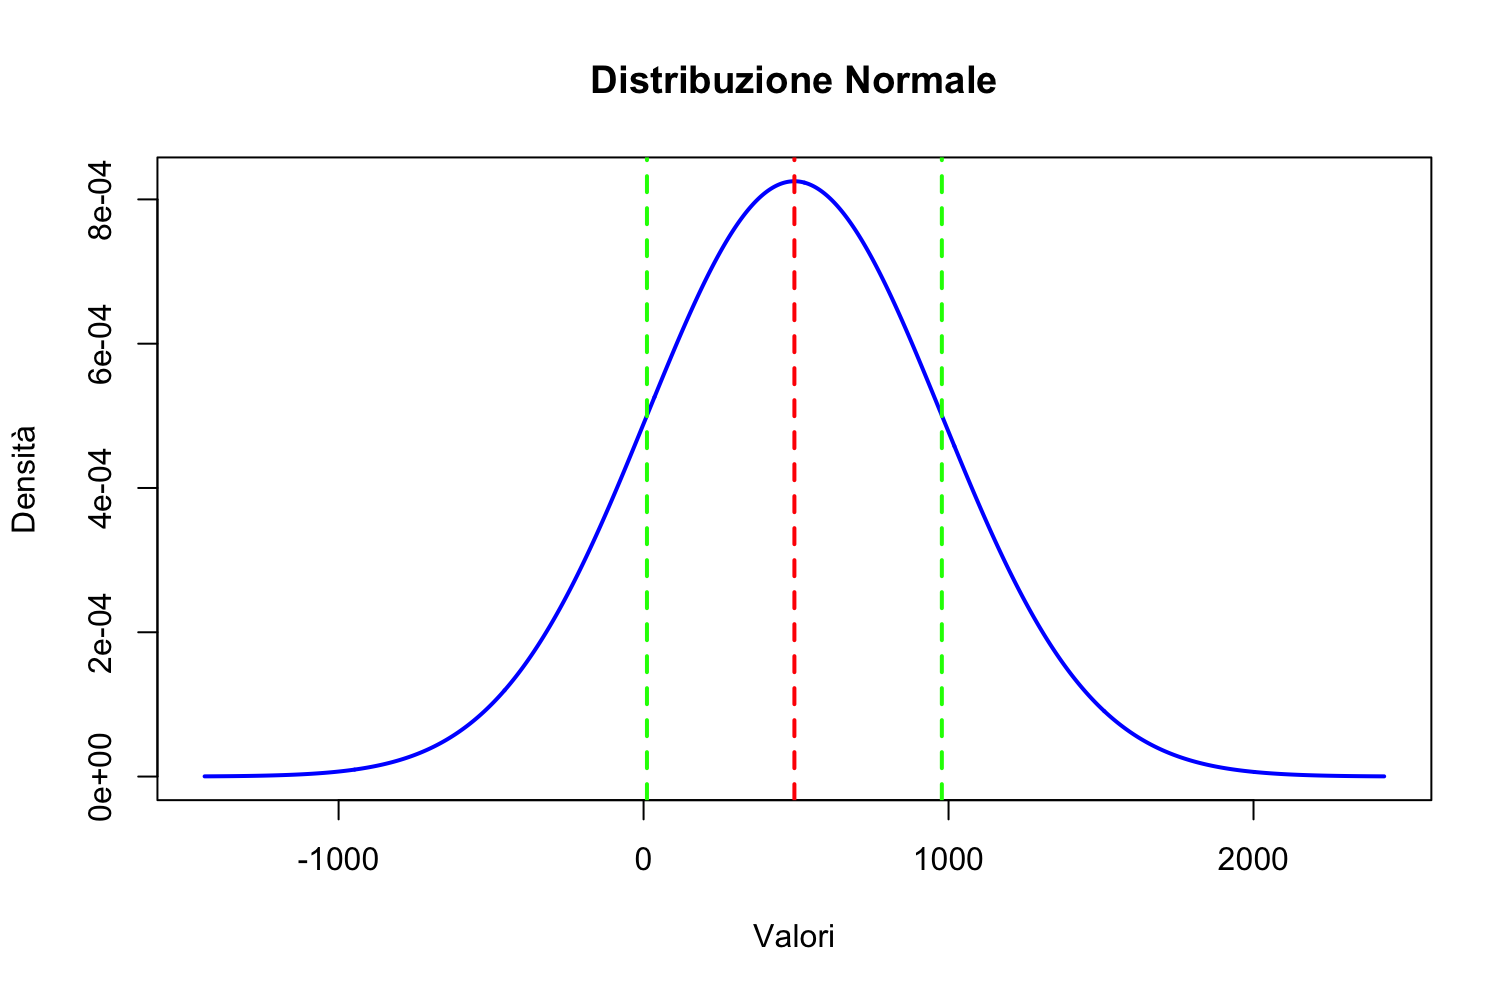 Distribuzione Normale
Densità
8e-04
6e-04
4e-04
2e-04
0e+00
-1000
0
1000
2000
Valori